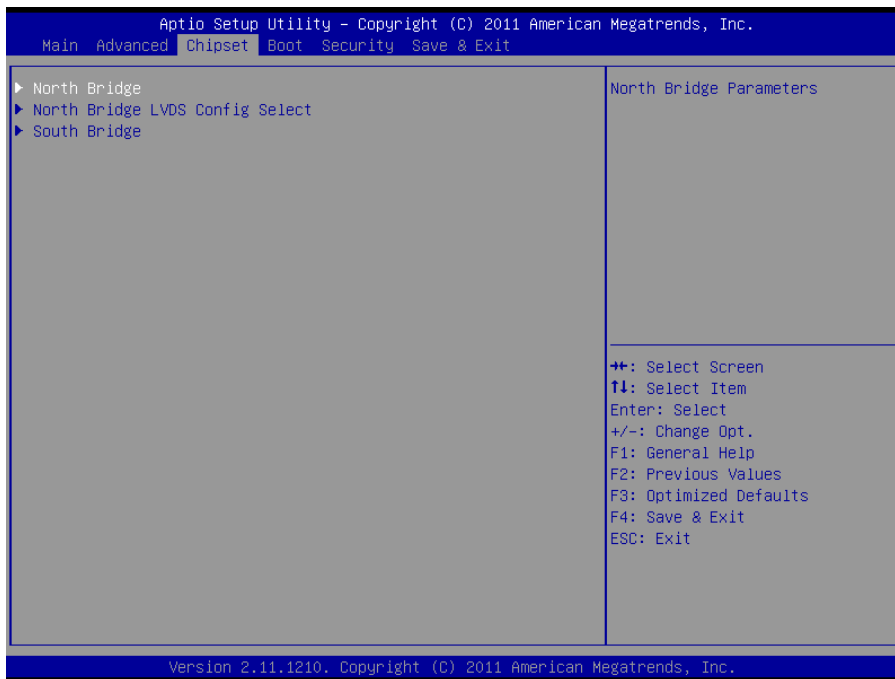 Aptio Setup Utility – Copyright (C) 2011 American Megatrends, Inc.
Main Advanced Chipset Boot Security Save & Exit
▶ North Bridge
▶ North Bridge LVDS Config Select
▶ South Bridge
North Bridge Parameters
→←: Select Screen
↑↓: Select Item
Enter: Select
+/-: Change Opt.
F1: General Help
F2: Previous Values
F3: Optimized Defaults
F4: Save & Exit
ESC: Exit
Version 2.11.1210. Copyright (C) 2011 American Megatrends, Inc.